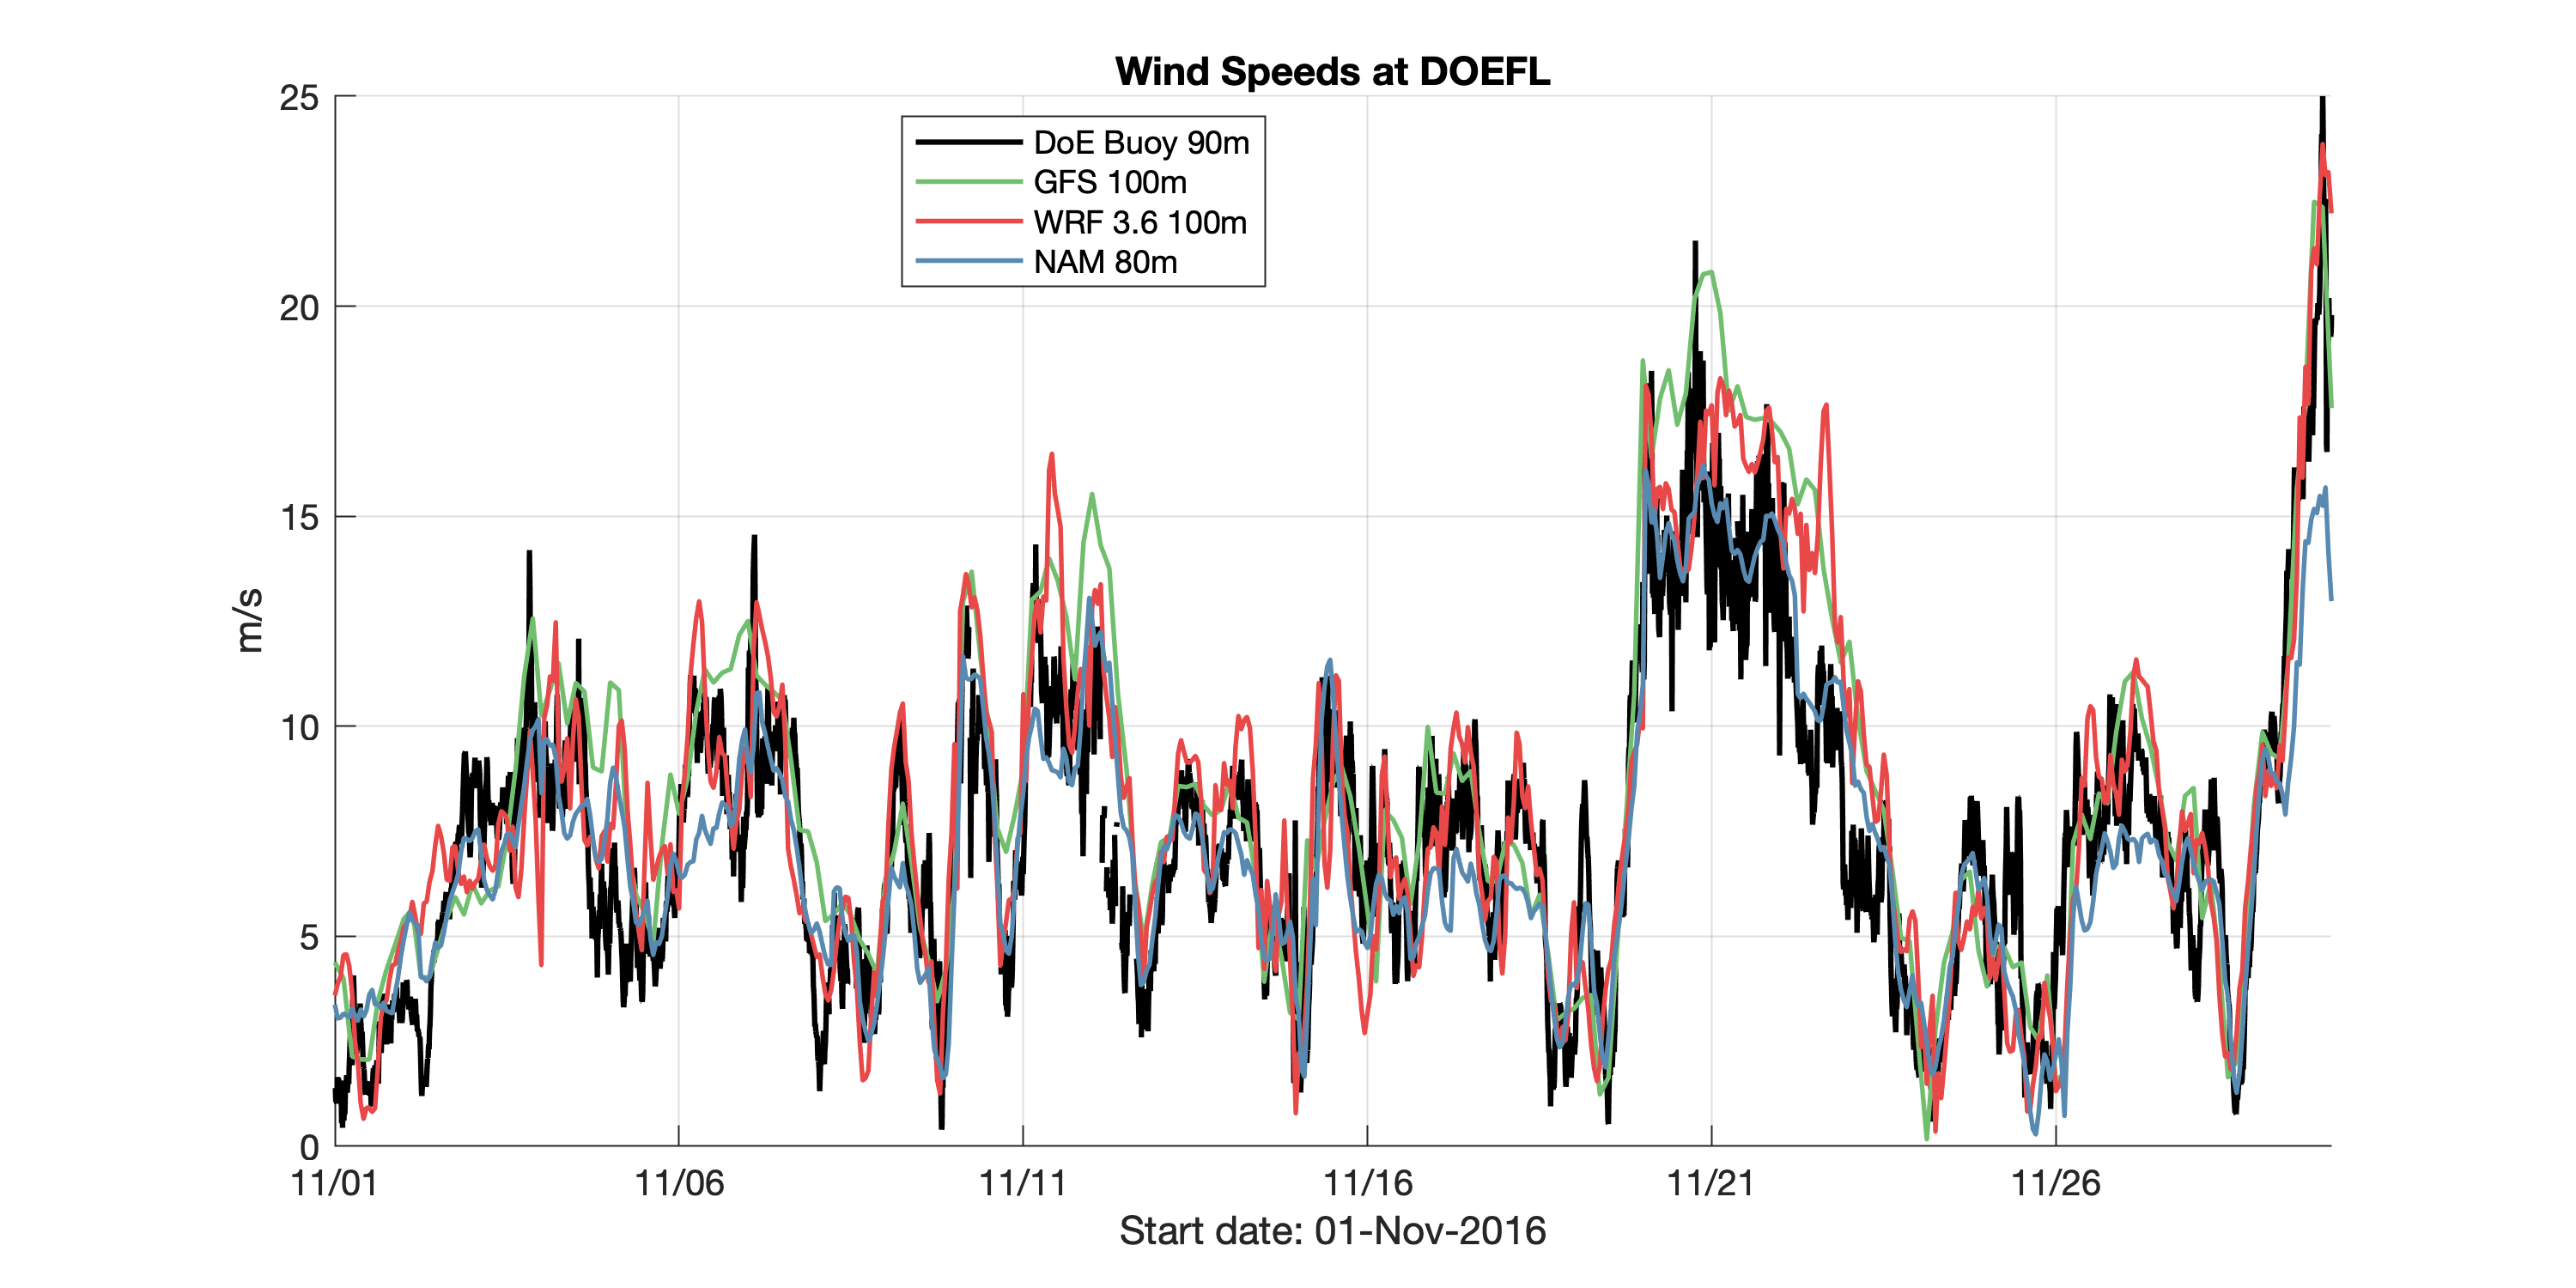 Wind Speeds at DOEFL
25
20
15
10
5
0
m/s
DoE Buoy 90m
GFS 100m
WRF 3.6 100m
NAM 80m
11/01
11/06
11/11
11/16
11/21
11/26
Start date: 01-Nov-2016